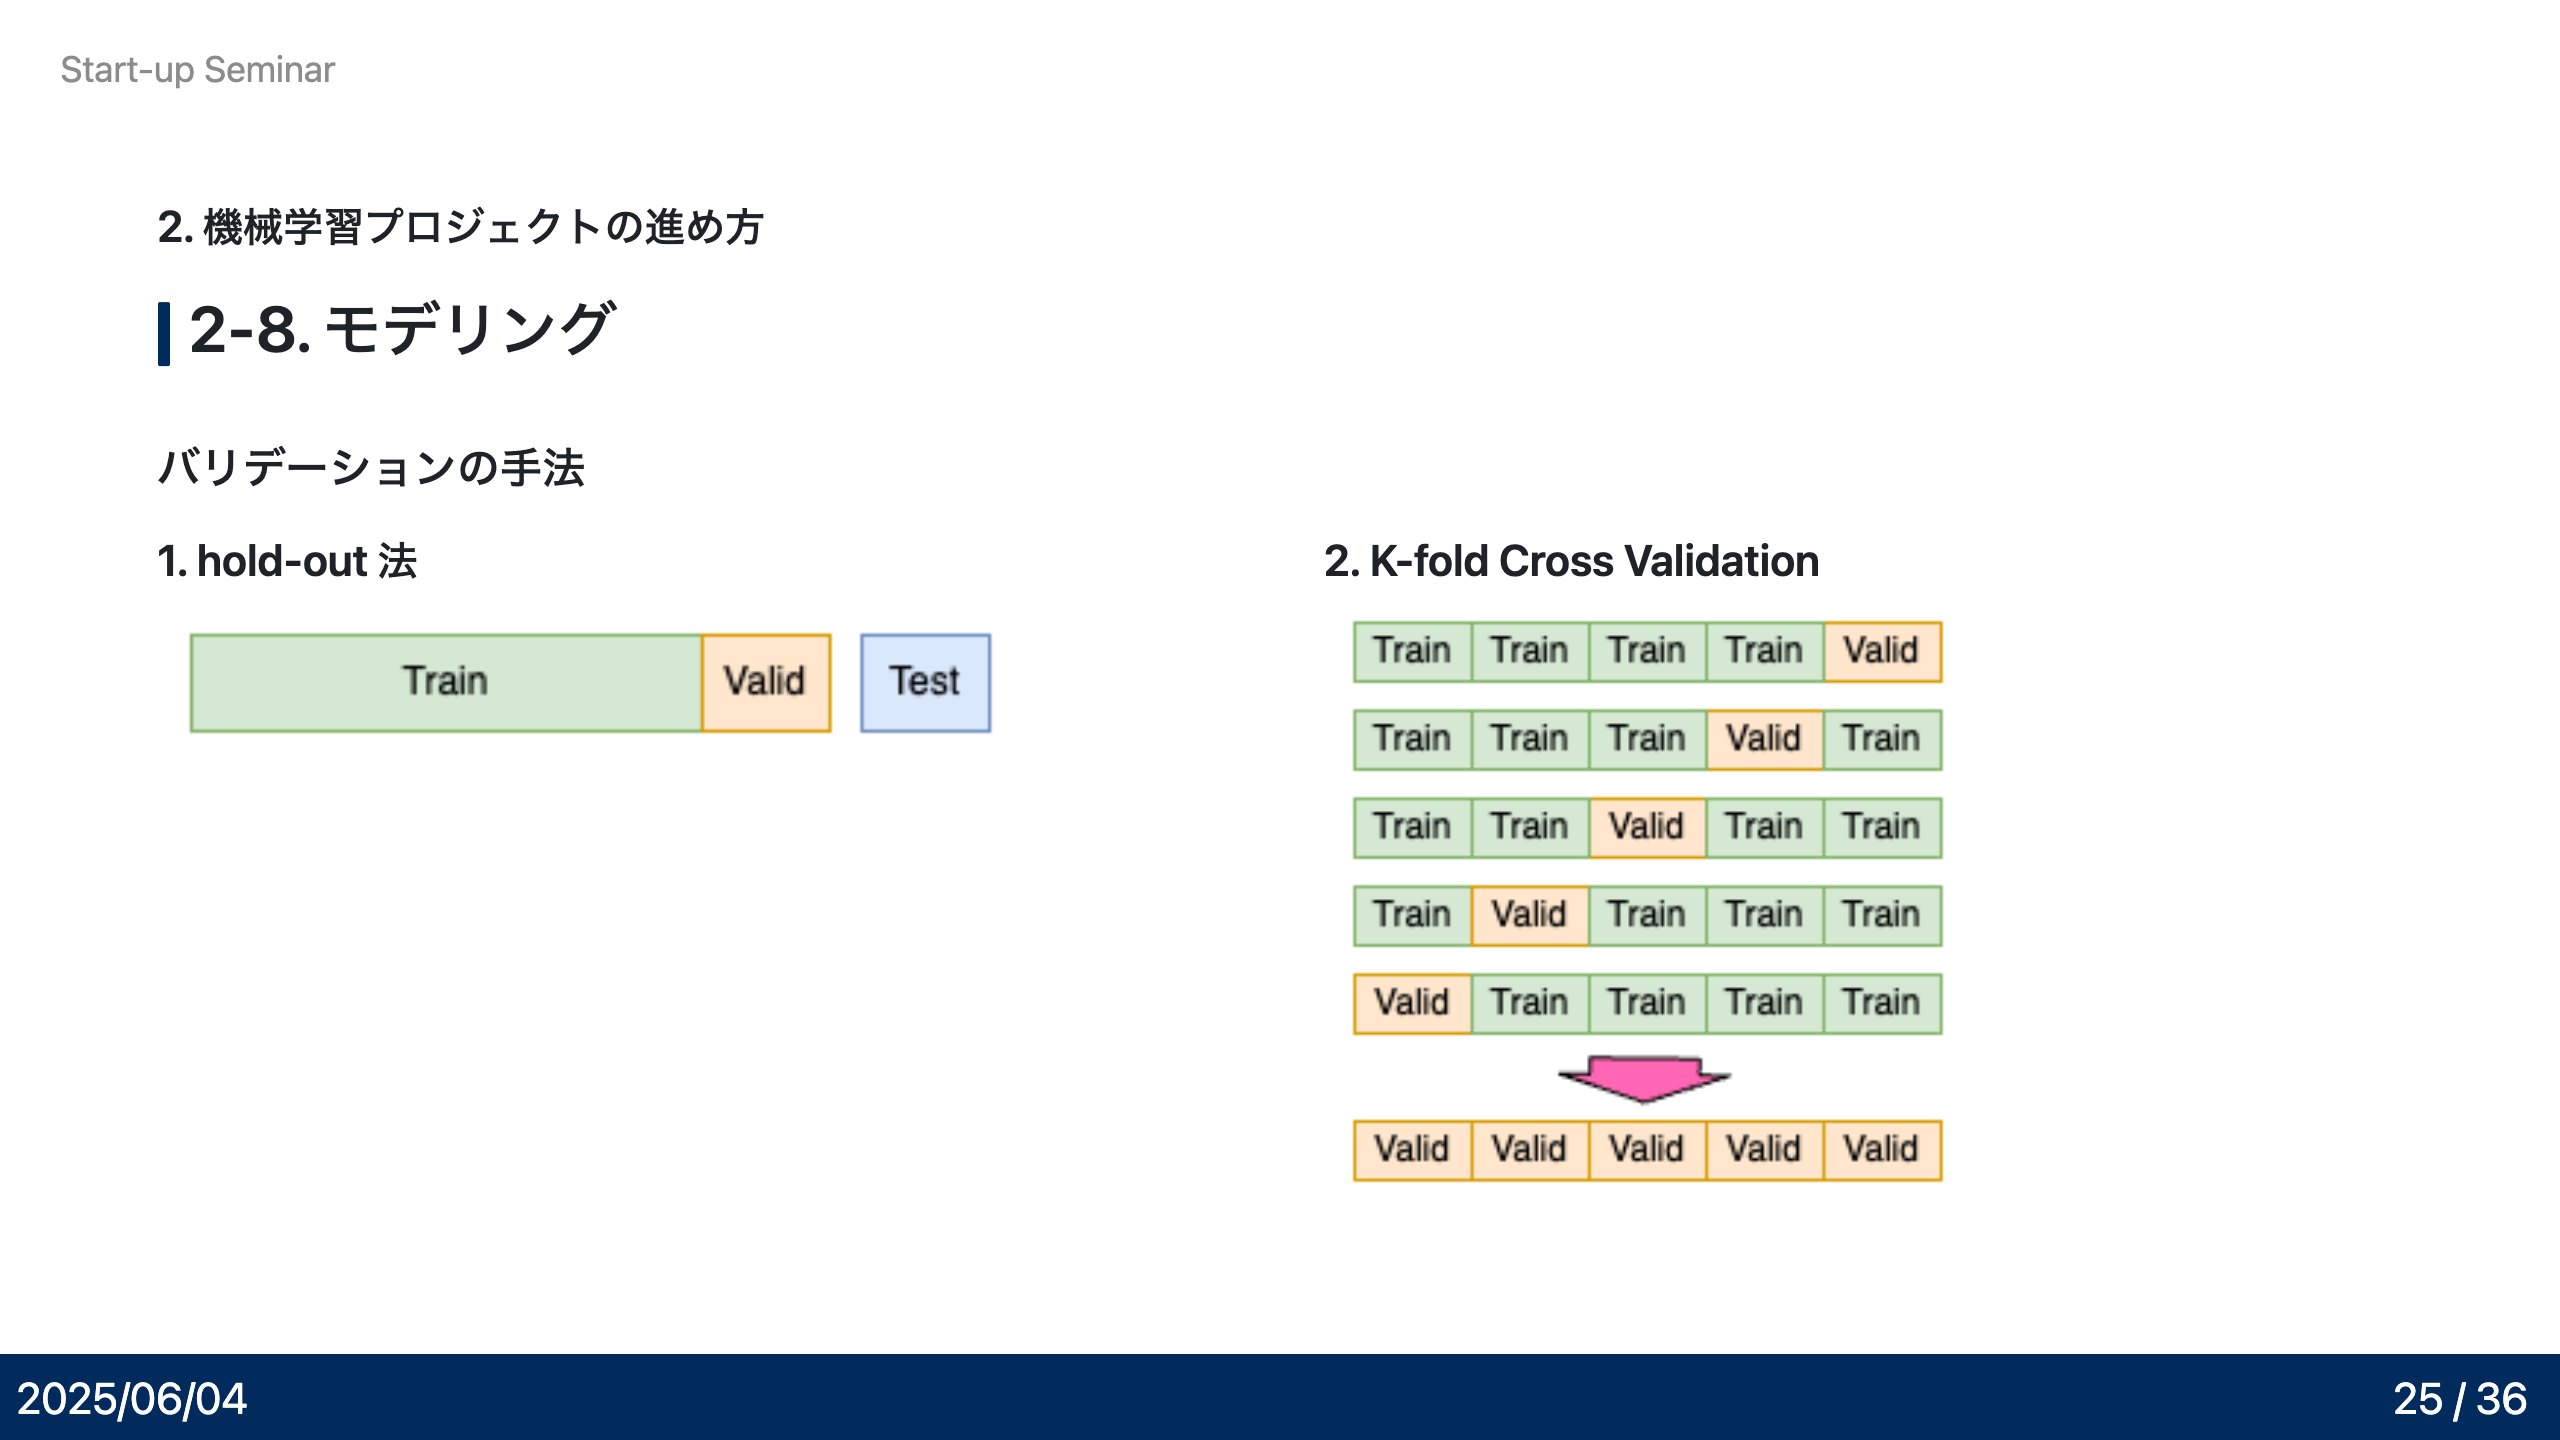 Start-up Seminar
2. 機械学習プロジェクトの進め方
2-8. モデリング
バリデーションの手法
1. hold-out 法
Train Valid Test
2. K-fold Cross Validation
Train Train Train Train Valid
Train Train Train Valid Train
Train Train Valid Train Train
Train Valid Train Train Train
Valid Train Train Train Train
Valid Valid Valid Valid Valid
2025/06/04
25 / 36